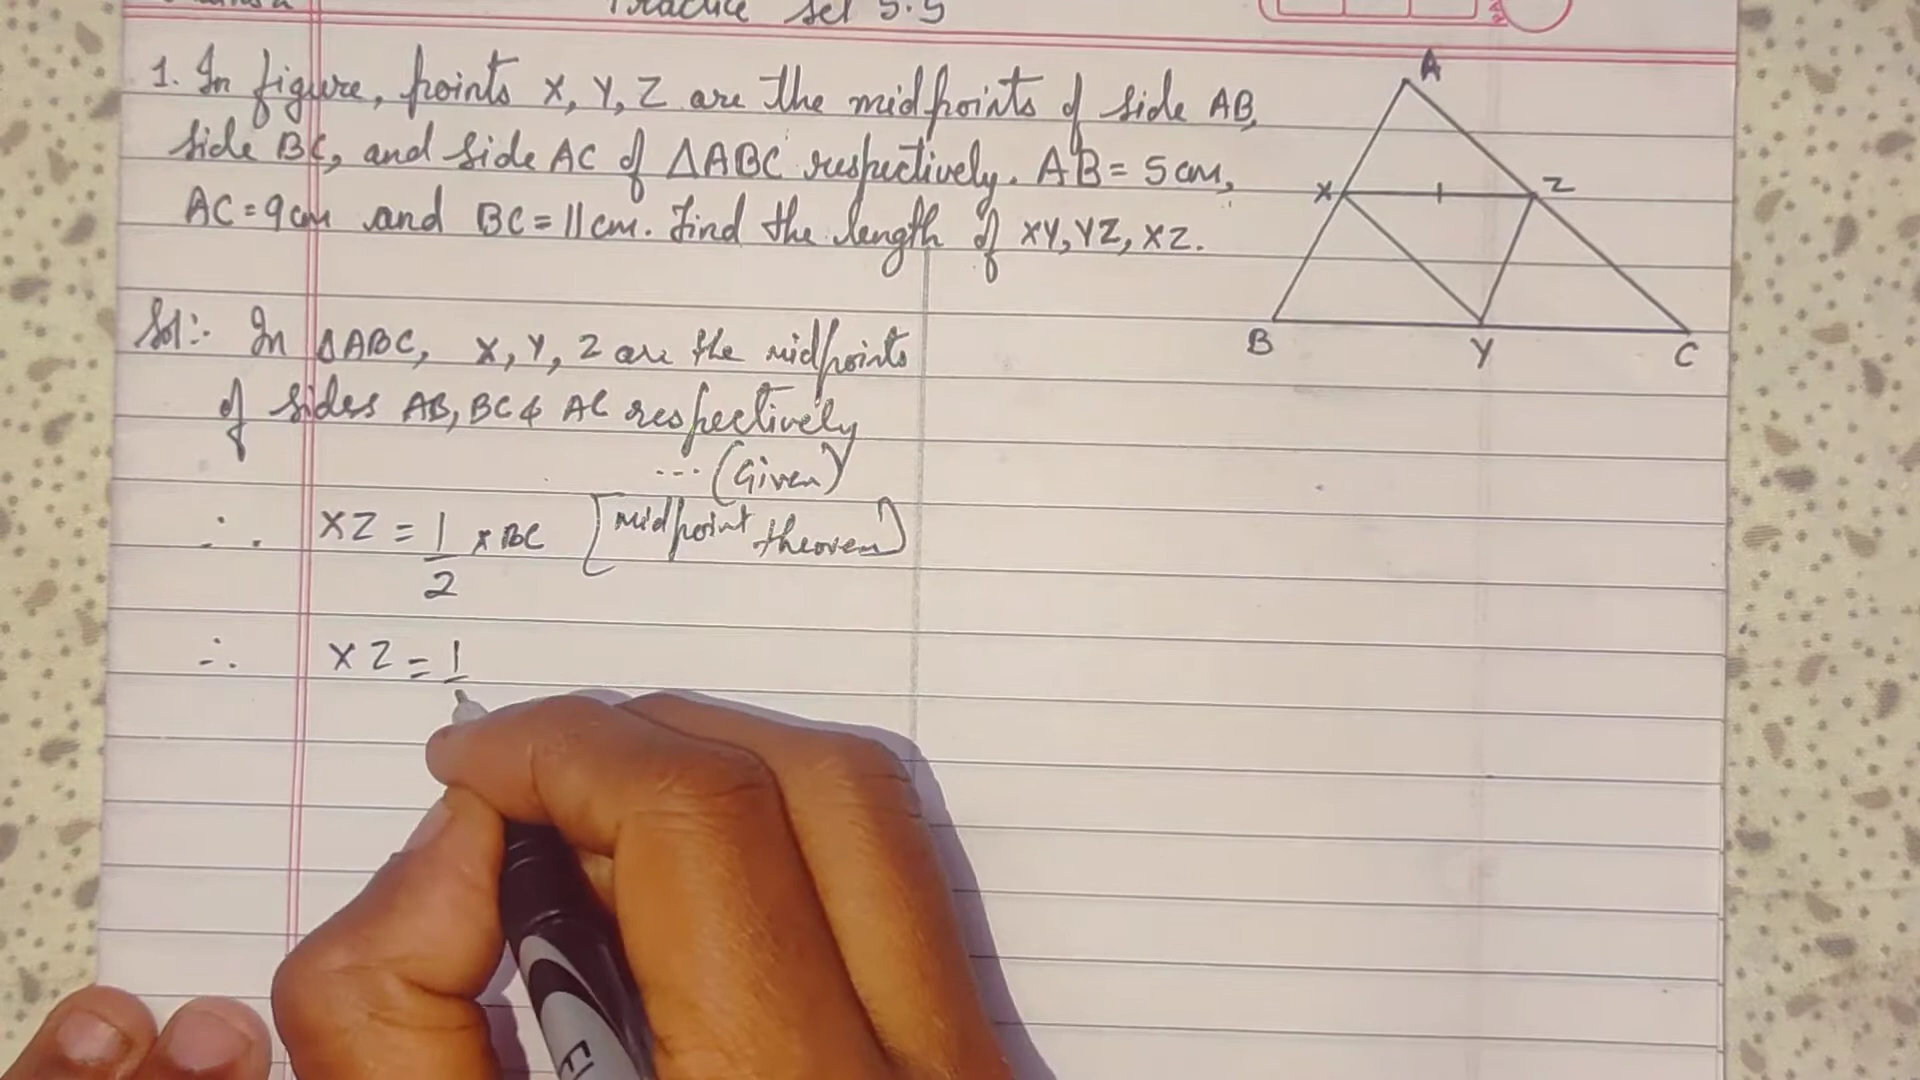 Practice Set 5.5
1. In figure, points X, Y, Z are the midpoints of side AB,
side BC, and side AC of ΔABC respectively. AB = 5 cm,
AC = 9 cm and BC = 11 cm. Find the length of XY, YZ, XZ.
A
X
Z
B
Y
C
Sol:- In ΔABC, X, Y, Z are the midpoints
of sides AB, BC & AC respectively
... (Given)
∴ XZ = 1/2 × BC [midpoint theorem]
∴ XZ = 1